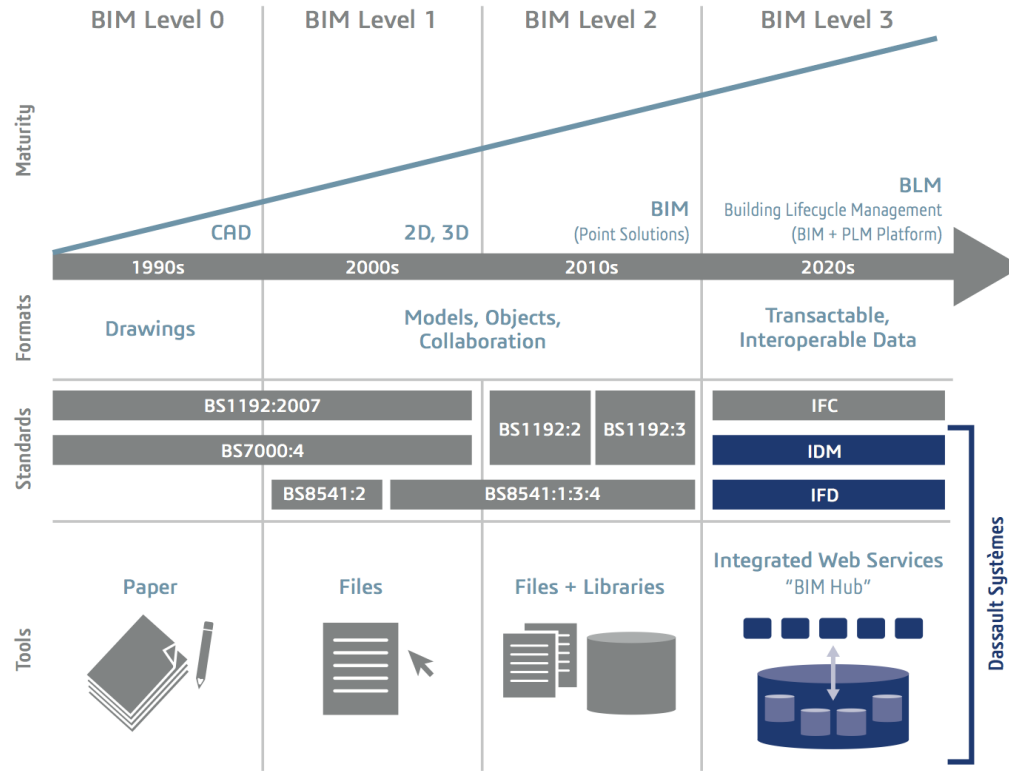 BIM Level 0
BIM Level 1
BIM Level 2
BIM Level 3
Maturity
CAD
2D, 3D
BIM
(Point Solutions)
BLM
Building Lifecycle Management
(BIM + PLM Platform)
1990s
2000s
2010s
2020s
Formats
Drawings
Models, Objects,
Collaboration
Transactable,
Interoperable Data
Standards
BS1192:2007
BS7000:4
BS8541:2
BS8541:1:3:4
BS1192:2
BS1192:3
IFC
IDM
IFD
Tools
Paper
Files
Files + Libraries
Integrated Web Services
“BIM Hub”
Dassault Systèmes